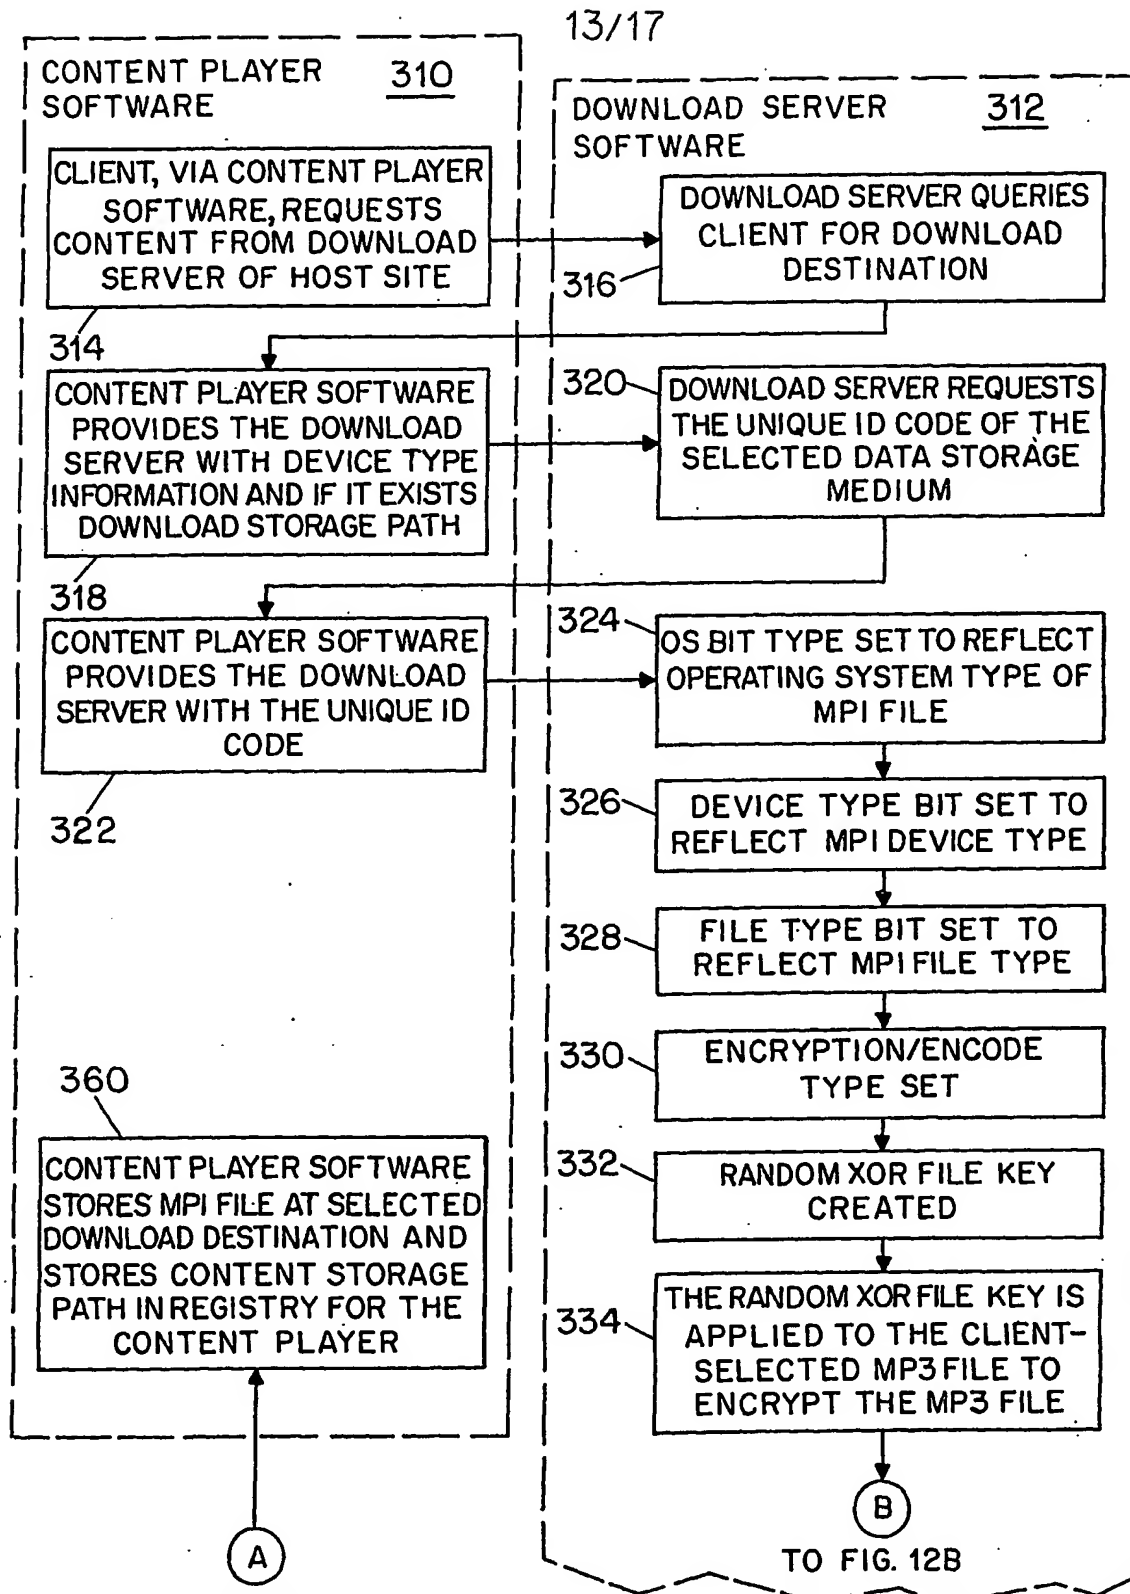 13/17
CONTENT PLAYER 310
SOFTWARE
DOWNLOAD SERVER 312
SOFTWARE
CLIENT, VIA CONTENT PLAYER
SOFTWARE, REQUESTS
CONTENT FROM DOWNLOAD
SERVER OF HOST SITE
314
DOWNLOAD SERVER QUERIES
CLIENT FOR DOWNLOAD
DESTINATION
316
CONTENT PLAYER SOFTWARE
PROVIDES THE DOWNLOAD
SERVER WITH DEVICE TYPE
INFORMATION AND IF IT EXISTS
DOWNLOAD STORAGE PATH
318
320
DOWNLOAD SERVER REQUESTS
THE UNIQUE ID CODE OF THE
SELECTED DATA STORAGE
MEDIUM
CONTENT PLAYER SOFTWARE
PROVIDES THE DOWNLOAD
SERVER WITH THE UNIQUE ID
CODE
322
324
OS BIT TYPE SET TO REFLECT
OPERATING SYSTEM TYPE OF
MPI FILE
326
DEVICE TYPE BIT SET TO
REFLECT MPI DEVICE TYPE
328
FILE TYPE BIT SET TO
REFLECT MPI FILE TYPE
330
ENCRYPTION/ENCODE
TYPE SET
332
RANDOM XOR FILE KEY
CREATED
334
THE RANDOM XOR FILE KEY IS
APPLIED TO THE CLIENT-
SELECTED MP3 FILE TO
ENCRYPT THE MP3 FILE
360
CONTENT PLAYER SOFTWARE
STORES MPI FILE AT SELECTED
DOWNLOAD DESTINATION AND
STORES CONTENT STORAGE
PATH IN REGISTRY FOR THE
CONTENT PLAYER
A
B
TO FIG. 12B